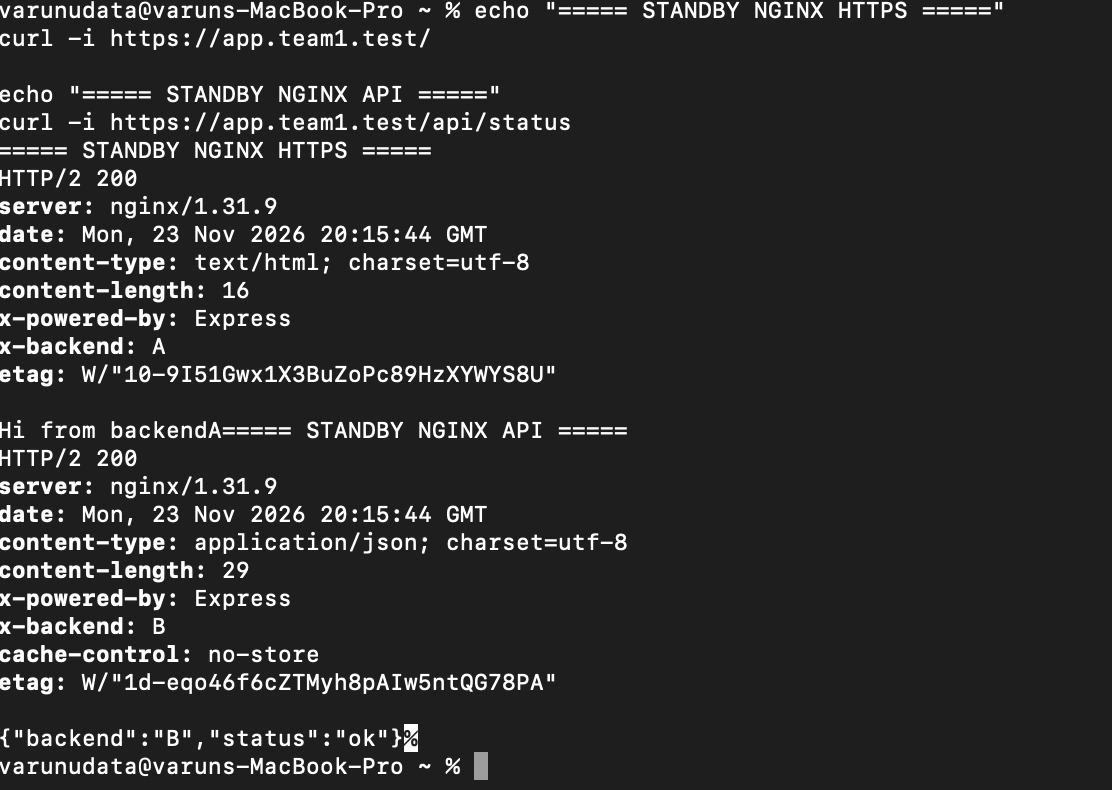 varunudata@varuns-MacBook-Pro ~ % echo "===== STANDBY NGINX HTTPS ====="
curl -i https://app.team1.test/
echo "===== STANDBY NGINX API ====="
curl -i https://app.team1.test/api/status
===== STANDBY NGINX HTTPS =====
HTTP/2 200
server: nginx/1.31.9
date: Mon, 23 Nov 2026 20:15:44 GMT
content-type: text/html; charset=utf-8
content-length: 16
x-powered-by: Express
x-backend: A
etag: W/"10-9I51Gwx1X3BuZoPc89HzXYWYS8U"
Hi from backendA===== STANDBY NGINX API =====
HTTP/2 200
server: nginx/1.31.9
date: Mon, 23 Nov 2026 20:15:44 GMT
content-type: application/json; charset=utf-8
content-length: 29
x-powered-by: Express
x-backend: B
cache-control: no-store
etag: W/"1d-eqo46f6cZTMyh8pAIw5ntQG78PA"
{"backend":"B","status":"ok"}%
varunudata@varuns-MacBook-Pro ~ %